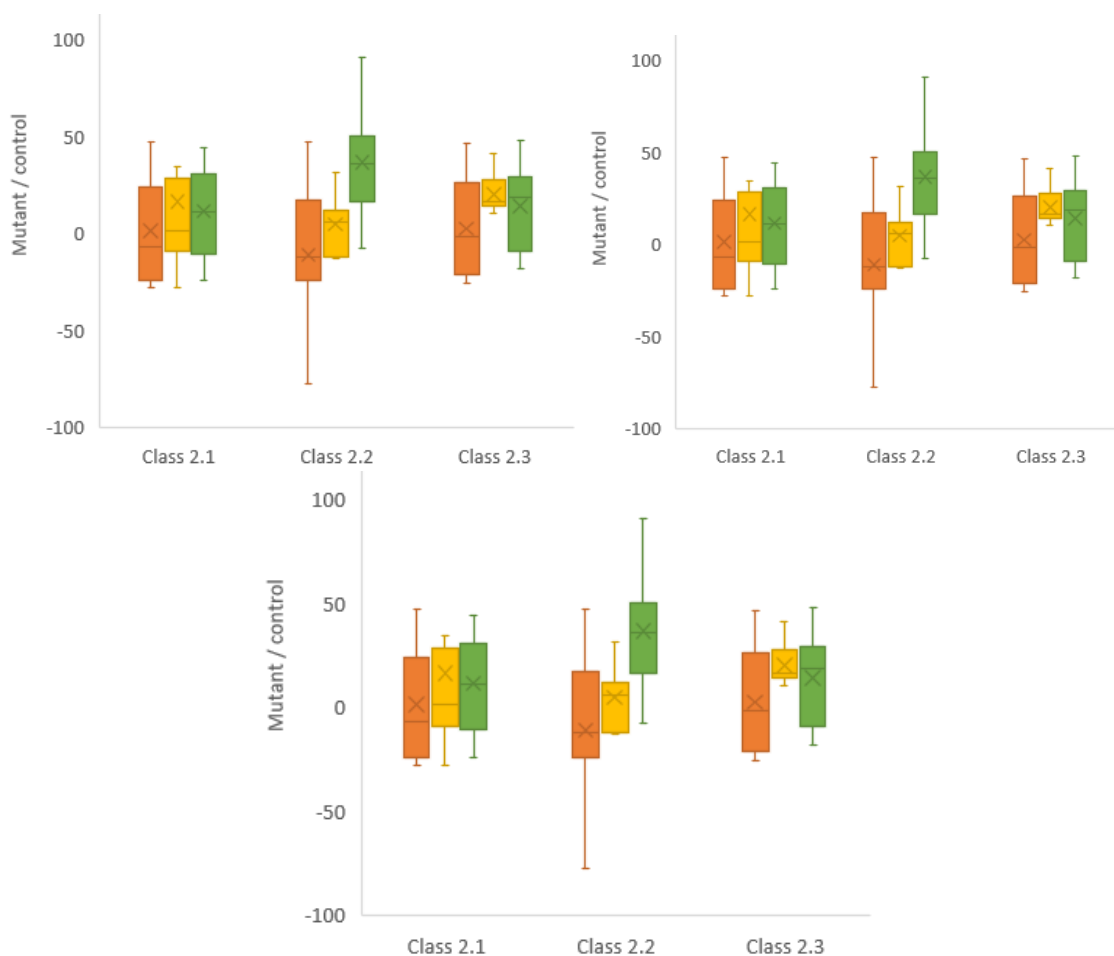 Mutant / control
100
50
0
-50
-100
Class 2.1
Class 2.2
Class 2.3
Mutant / control
100
50
0
-50
-100
Class 2.1
Class 2.2
Class 2.3
Mutant / control
100
50
0
-50
-100
Class 2.1
Class 2.2
Class 2.3